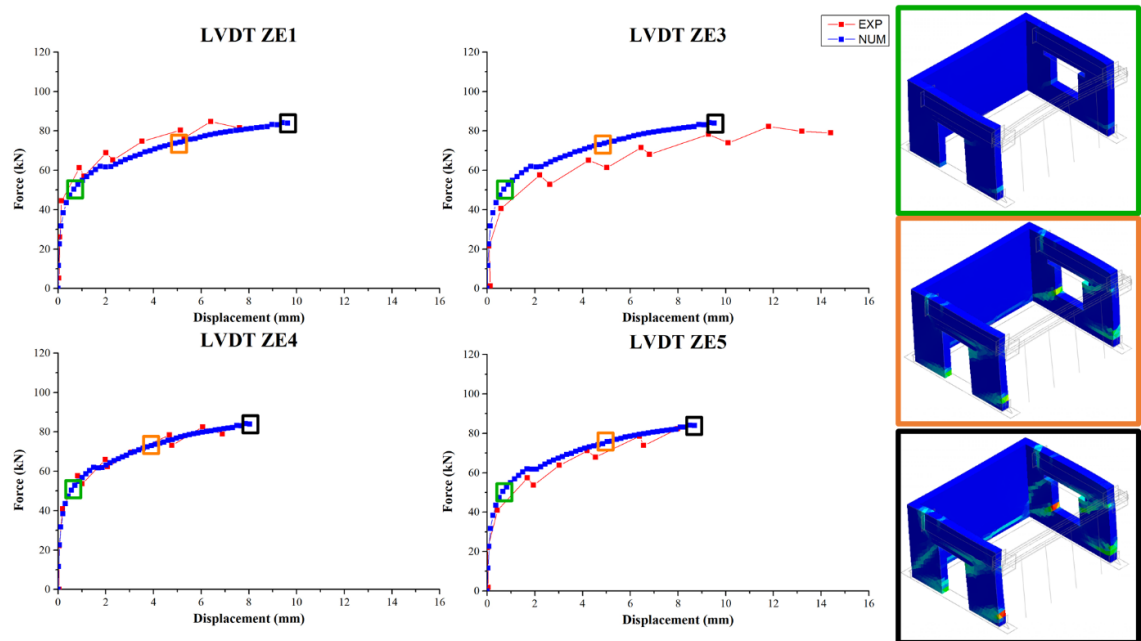 LVDT ZE1
LVDT ZE3
EXP
NUM
120
100
80
60
40
20
0
Force (kN)
0 2 4 6 8 10 12 14 16
Displacement (mm)
120
100
80
60
40
20
0
Force (kN)
0 2 4 6 8 10 12 14 16
Displacement (mm)
LVDT ZE4
LVDT ZE5
120
100
80
60
40
20
0
Force (kN)
0 2 4 6 8 10 12 14 16
Displacement (mm)
120
100
80
60
40
20
0
Force (kN)
0 2 4 6 8 10 12 14 16
Displacement (mm)